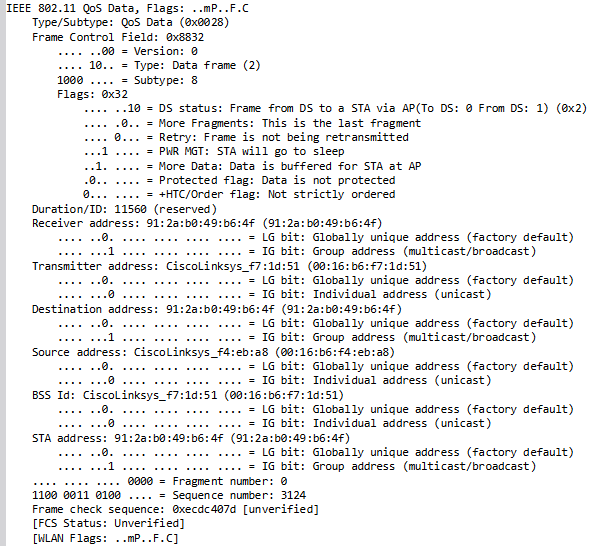 IEEE 802.11 QoS Data, Flags: ..mP..F.C
Type/Subtype: QoS Data (0x0028)
Frame Control Field: 0x8832
.... ..00 = Version: 0
.... 10.. = Type: Data frame (2)
1000 .... = Subtype: 8
Flags: 0x32
.... ..10 = DS status: Frame from DS to a STA via AP(To DS: 0 From DS: 1) (0x2)
.... .0.. = More Fragments: This is the last fragment
.... 0... = Retry: Frame is not being retransmitted
...1 .... = PWR MGT: STA will go to sleep
..1. .... = More Data: Data is buffered for STA at AP
.0.. .... = Protected flag: Data is not protected
0... .... = +HTC/Order flag: Not strictly ordered
Duration/ID: 11560 (reserved)
Receiver address: 91:2a:b0:49:b6:4f (91:2a:b0:49:b6:4f)
.... ..0. .... .... .... .... = LG bit: Globally unique address (factory default)
.... ...1 .... .... .... .... = IG bit: Group address (multicast/broadcast)
Transmitter address: CiscoLinksys_f7:1d:51 (00:16:b6:f7:1d:51)
.... ..0. .... .... .... .... = LG bit: Globally unique address (factory default)
.... ...0 .... .... .... .... = IG bit: Individual address (unicast)
Destination address: 91:2a:b0:49:b6:4f (91:2a:b0:49:b6:4f)
.... ..0. .... .... .... .... = LG bit: Globally unique address (factory default)
.... ...1 .... .... .... .... = IG bit: Group address (multicast/broadcast)
Source address: CiscoLinksys_f4:eb:a8 (00:16:b6:f4:eb:a8)
.... ..0. .... .... .... .... = LG bit: Globally unique address (factory default)
.... ...0 .... .... .... .... = IG bit: Individual address (unicast)
BSS Id: CiscoLinksys_f7:1d:51 (00:16:b6:f7:1d:51)
.... ..0. .... .... .... .... = LG bit: Globally unique address (factory default)
.... ...0 .... .... .... .... = IG bit: Individual address (unicast)
STA address: 91:2a:b0:49:b6:4f (91:2a:b0:49:b6:4f)
.... ..0. .... .... .... .... = LG bit: Globally unique address (factory default)
.... ...1 .... .... .... .... = IG bit: Group address (multicast/broadcast)
.... .... .... 0000 = Fragment number: 0
1100 0011 0100 .... = Sequence number: 3124
Frame check sequence: 0xecdc407d [unverified]
[FCS Status: Unverified]
[WLAN Flags: ..mP..F.C]